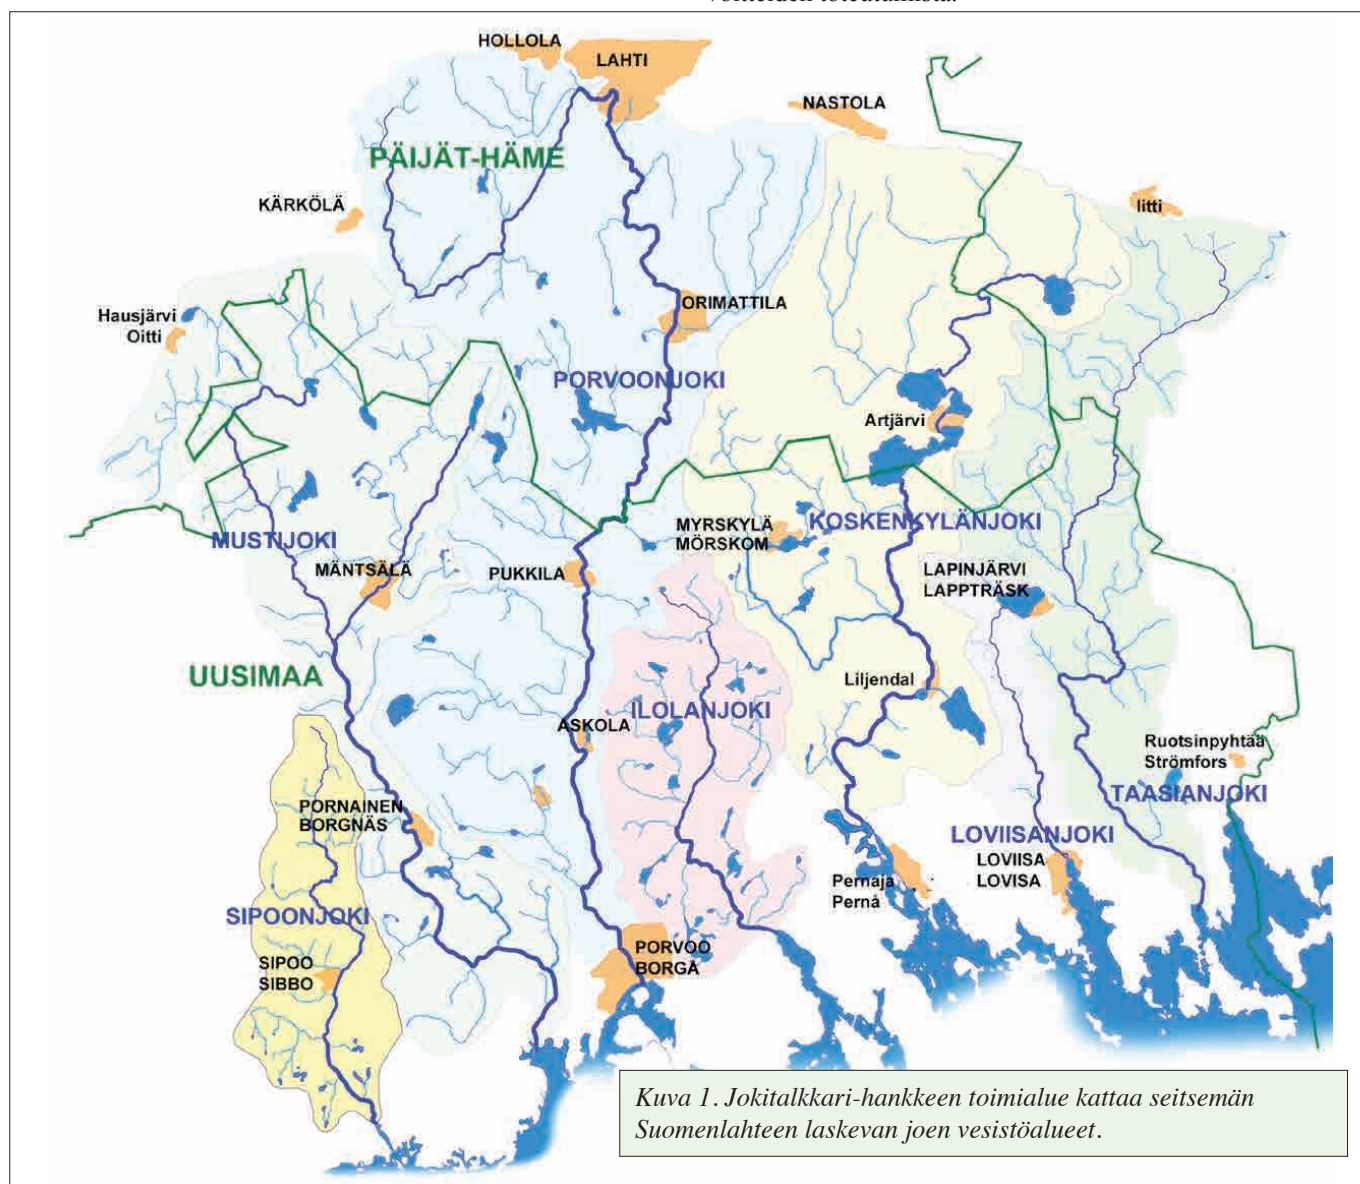 HOLLOLA
LAHTI
NASTOLA
PÄIJÄT-HÄME
KÄRKÖLÄ
Iitti
ORIMATTILA
Hausjärvi
Oitti
PORVOONJOKI
Artjärvi
MYRSKYLÄ
MÖRSKOM
KOSKENKYLÄNJOKI
MUSTIJOKI
MÄNTSÄLÄ
PUKKILA
LAPINJÄRVI
LAPPTRÄSK
UUSIMAA
Liljendal
ILOLANJOKI
ASKOLA
Ruotsinpyhtää
Strömfors
TAASIANJOKI
PORNAINEN
BORGNÄS
LOVIISANJOKI
LOVIISA
LOVISA
Pernaja
Pernå
SIPOONJOKI
SIPOO
SIBBO
PORVOO
BORGÅ
Kuva 1. Jokitalkkari-hankkeen toimialue kattaa seitsemän
Suomenlahteen laskevan joen vesistöalueet.